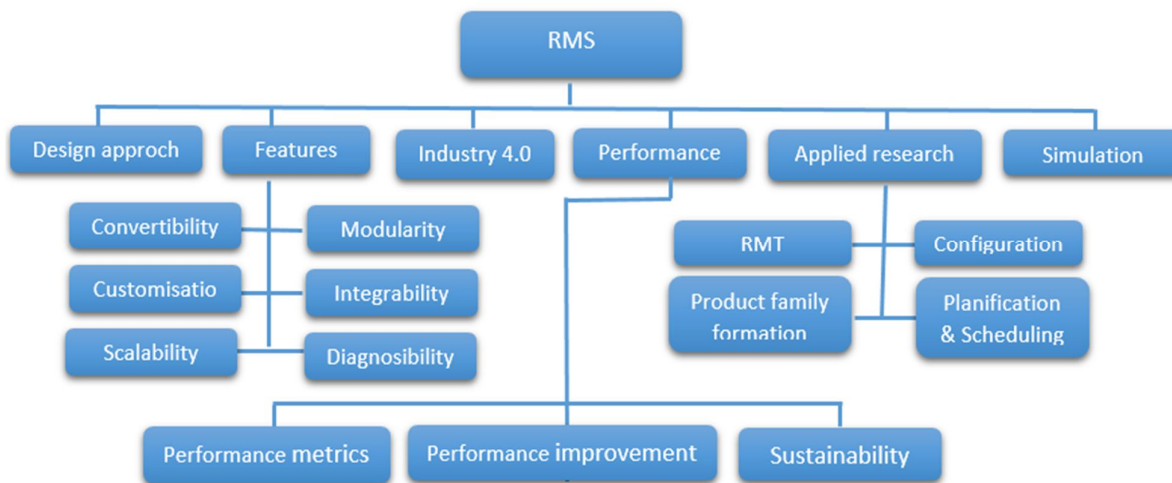 RMS
Design approch
Features
Industry 4.0
Performance
Applied research
Simulation
Convertibility
Modularity
RMT
Configuration
Customisatio
Integrability
Product family
formation
Planification
& Scheduling
Scalability
Diagnosibility
Performance metrics
Performance improvement
Sustainability